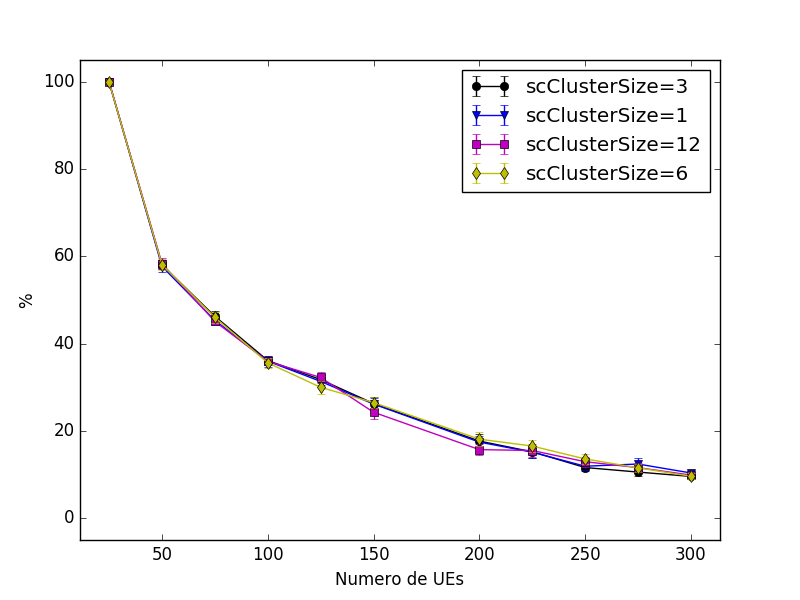 100
80
60
40
20
0
%
scClusterSize=3
scClusterSize=1
scClusterSize=12
scClusterSize=6
50 100 150 200 250 300
Numero de UEs